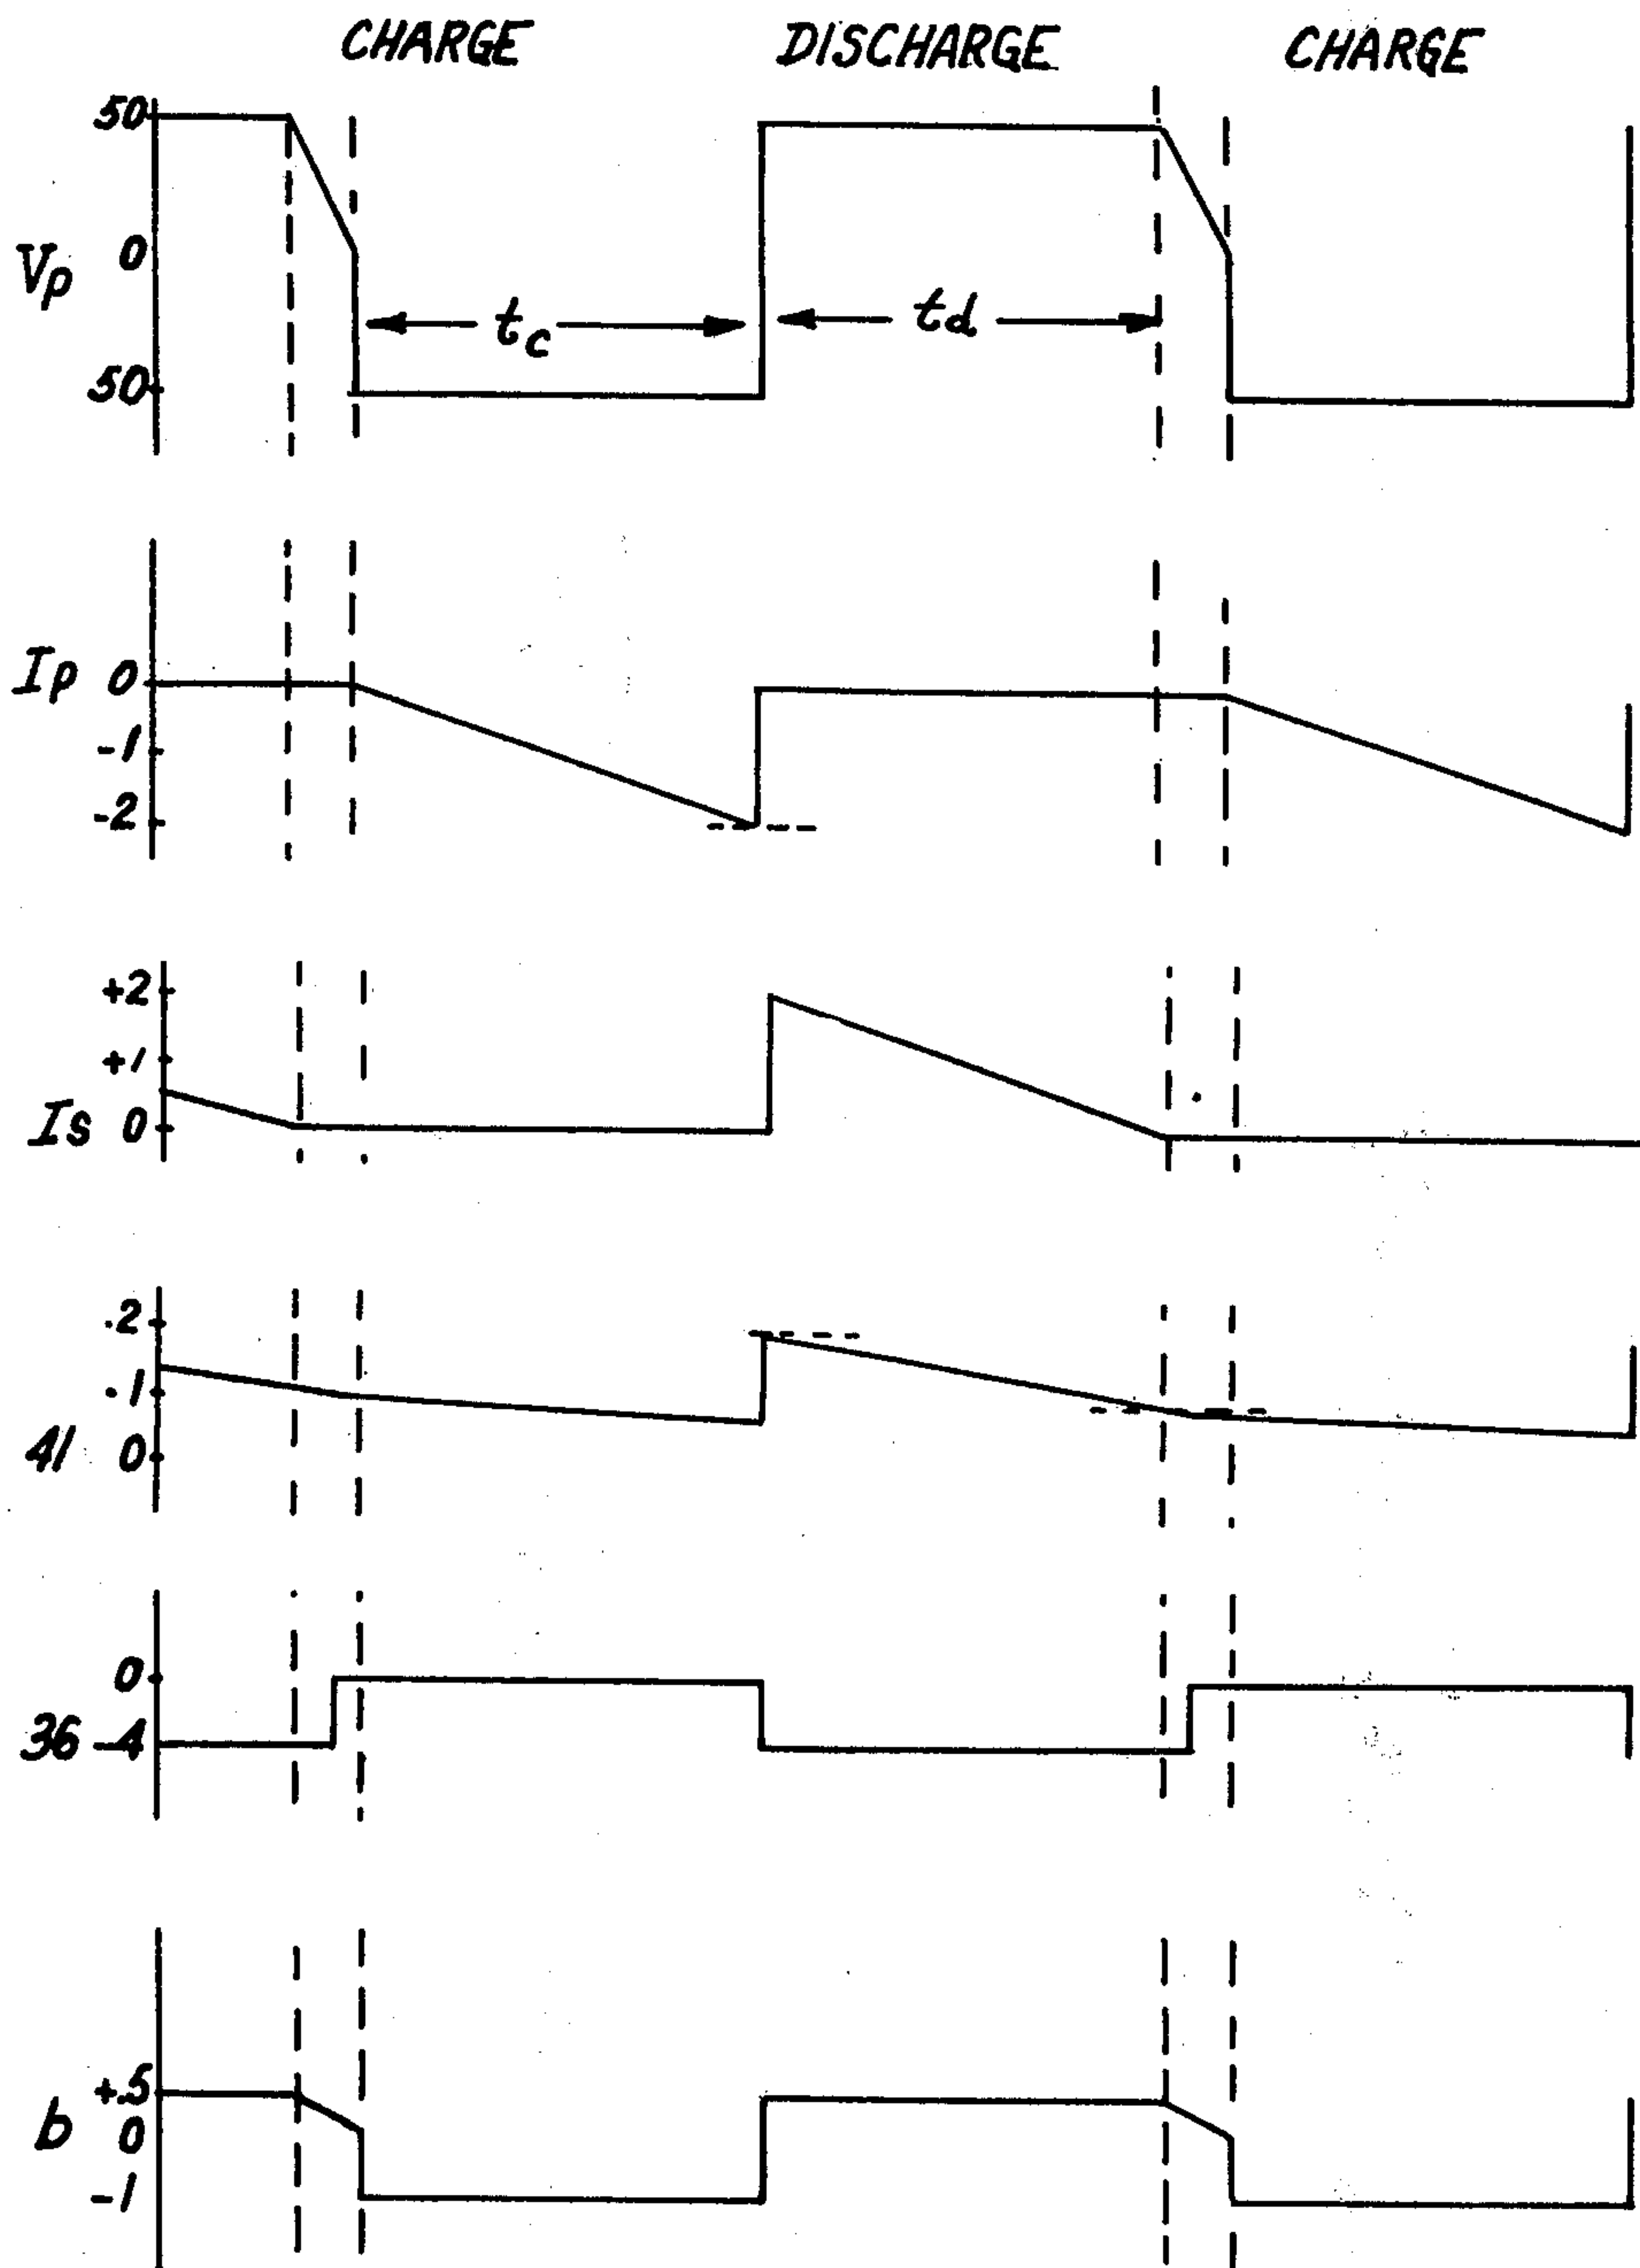 CHARGE DISCHARGE CHARGE
50
Vp 0
tc td
50
Ip 0
-1
-2
+2
+1
Is 0
.2
.1
41 0
0
36 -4
+.5
b 0
-1